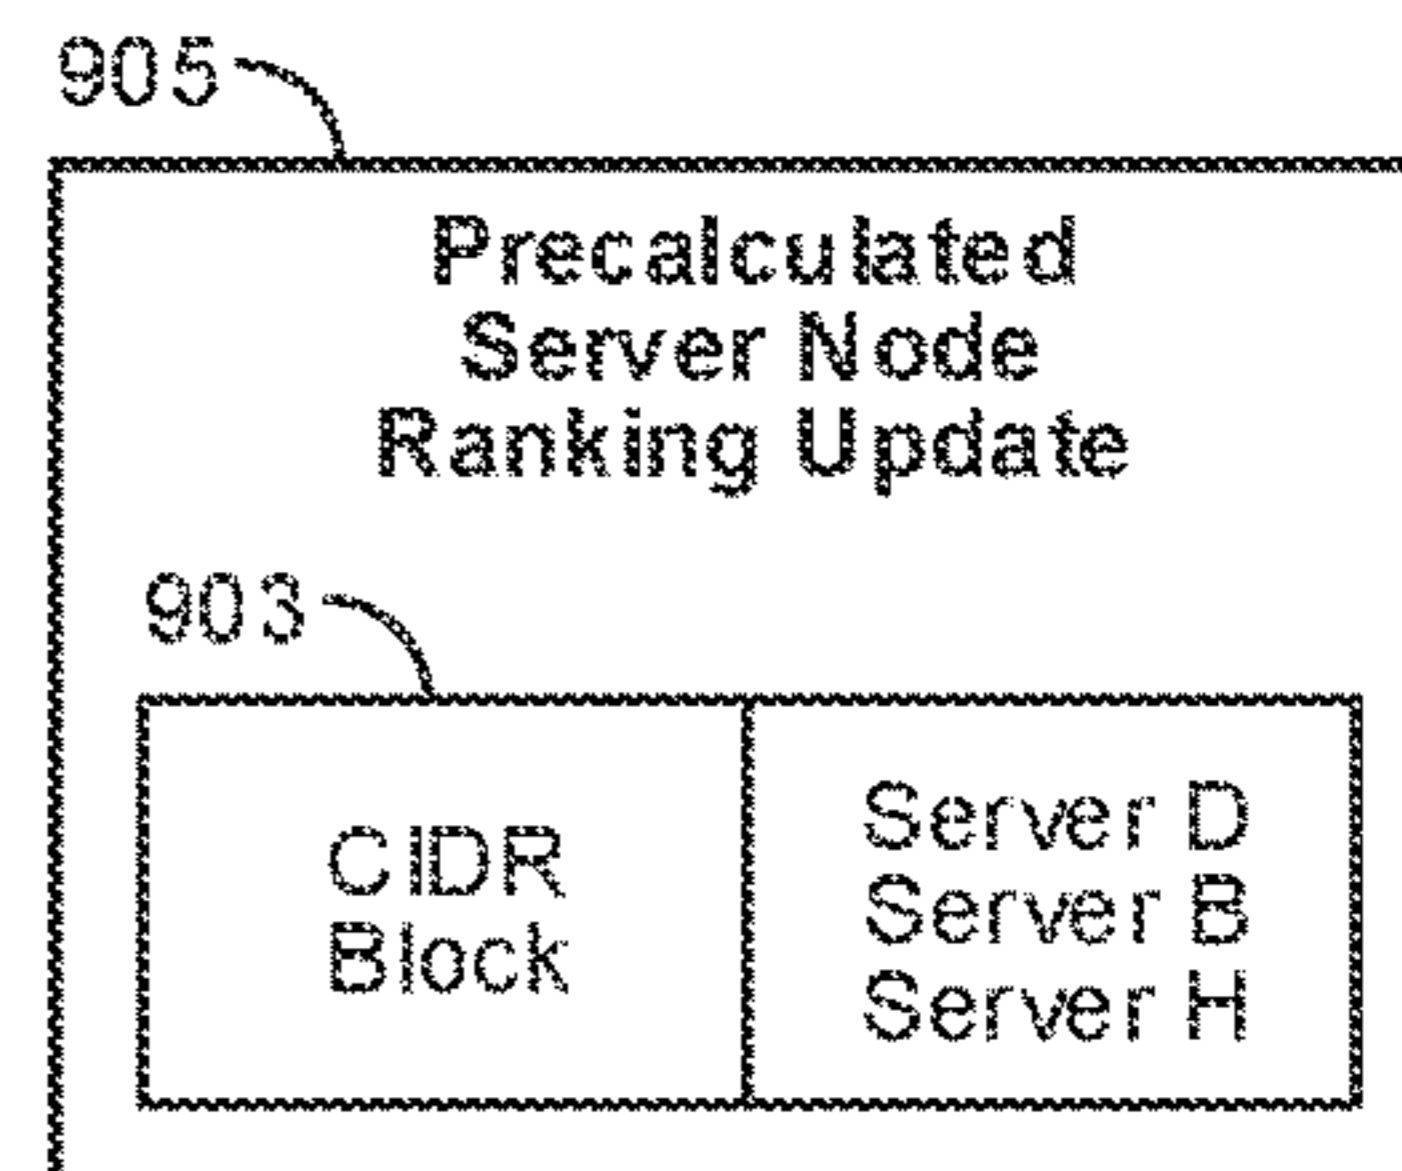 905
Precalculated
Server Node
Ranking Update
903
CIDR
Block
Server D
Server B
Server H